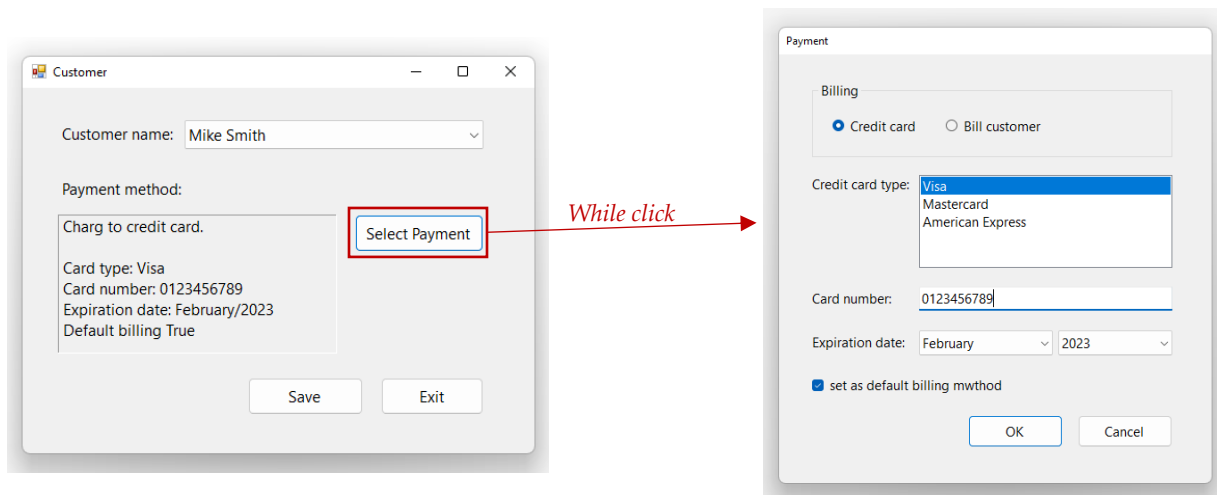 Customer
Customer name: Mike Smith
Payment method:
Charg to credit card.
Card type: Visa
Card number: 0123456789
Expiration date: February/2023
Default billing True
Select Payment
Save Exit
While click
Payment
Billing
Credit card Bill customer
Credit card type: Visa
Mastercard
American Express
Card number: 0123456789
Expiration date: February 2023
set as default billing mwthod
OK Cancel